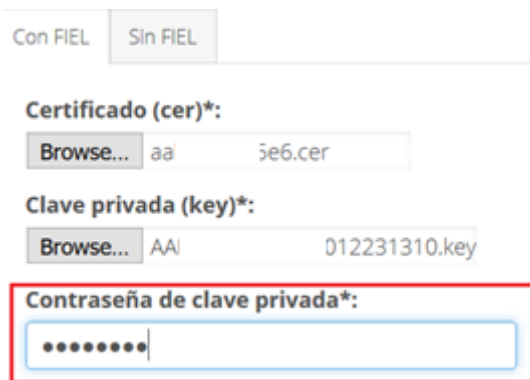 Con FIEL Sin FIEL
Certificado (cer)*:
Browse... aa 5e6.cer
Clave privada (key)*:
Browse... AA 012231310.key
Contraseña de clave privada*:
••••••••